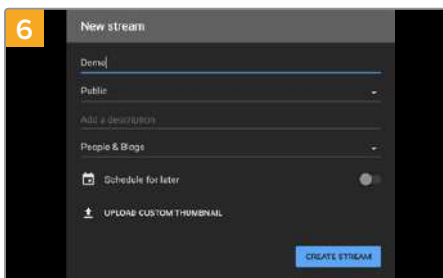 6
New stream
Demo
Public
Add a description
People & Blogs
Schedule for later
UPLOAD CUSTOM THUMBNAIL
CREATE STREAM